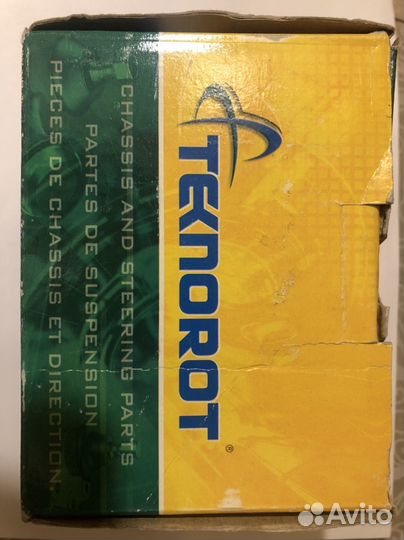 TEKNOROT®
CHASSIS AND STEERING PARTS
PARTES DE SUSPENSION
PIECES DE CHASSIS ET DIRECTION.
Avito